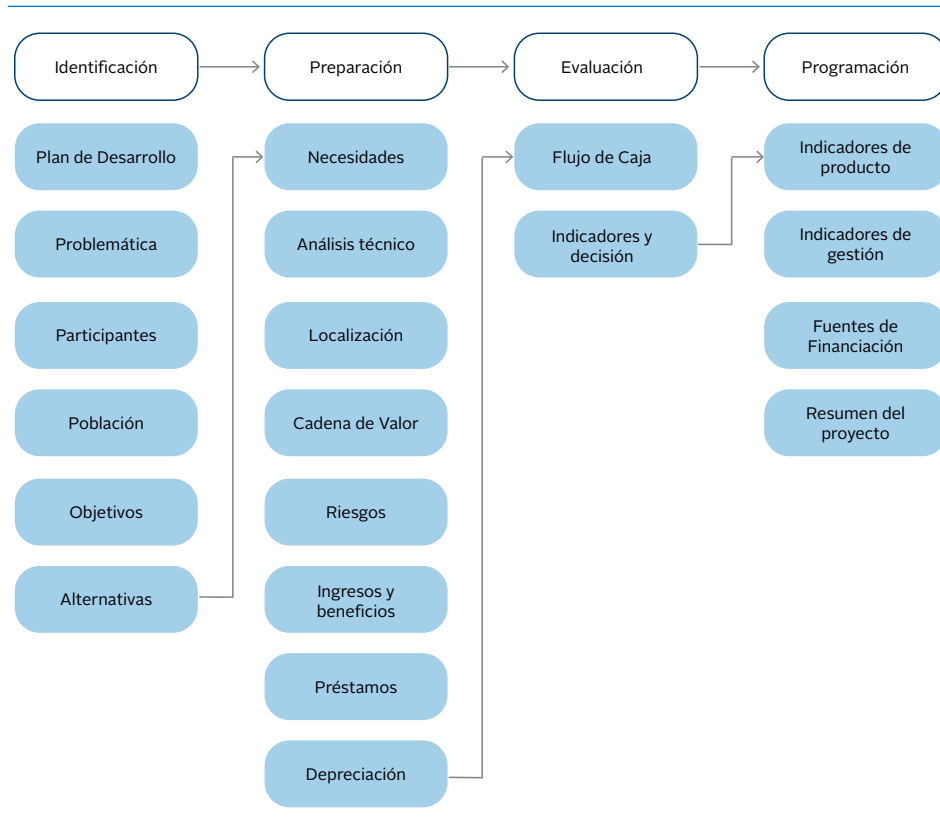 Identificación
Preparación
Evaluación
Programación
Plan de Desarrollo
Problemática
Participantes
Población
Objetivos
Alternativas
Necesidades
Análisis técnico
Localización
Cadena de Valor
Riesgos
Ingresos y
beneficios
Préstamos
Depreciación
Flujo de Caja
Indicadores y
decisión
Indicadores de
producto
Indicadores de
gestión
Fuentes de
Financiación
Resumen del
proyecto